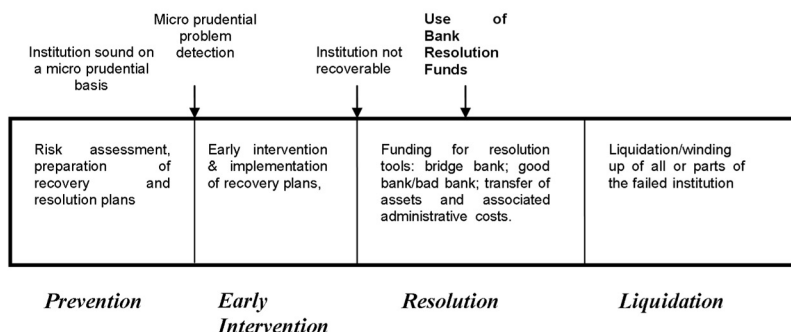 Micro prudential
problem
detection
Institution sound on
a micro prudential
basis
Institution not
recoverable
Use of
Bank
Resolution
Funds
Risk assessment,
preparation of
recovery and
resolution plans
Early intervention
& implementation
of recovery plans,
Funding for resolution
tools: bridge bank; good
bank/bad bank; transfer of
assets and associated
administrative costs.
Liquidation/winding
up of all or parts of
the failed institution
Prevention
Early
Intervention
Resolution
Liquidation